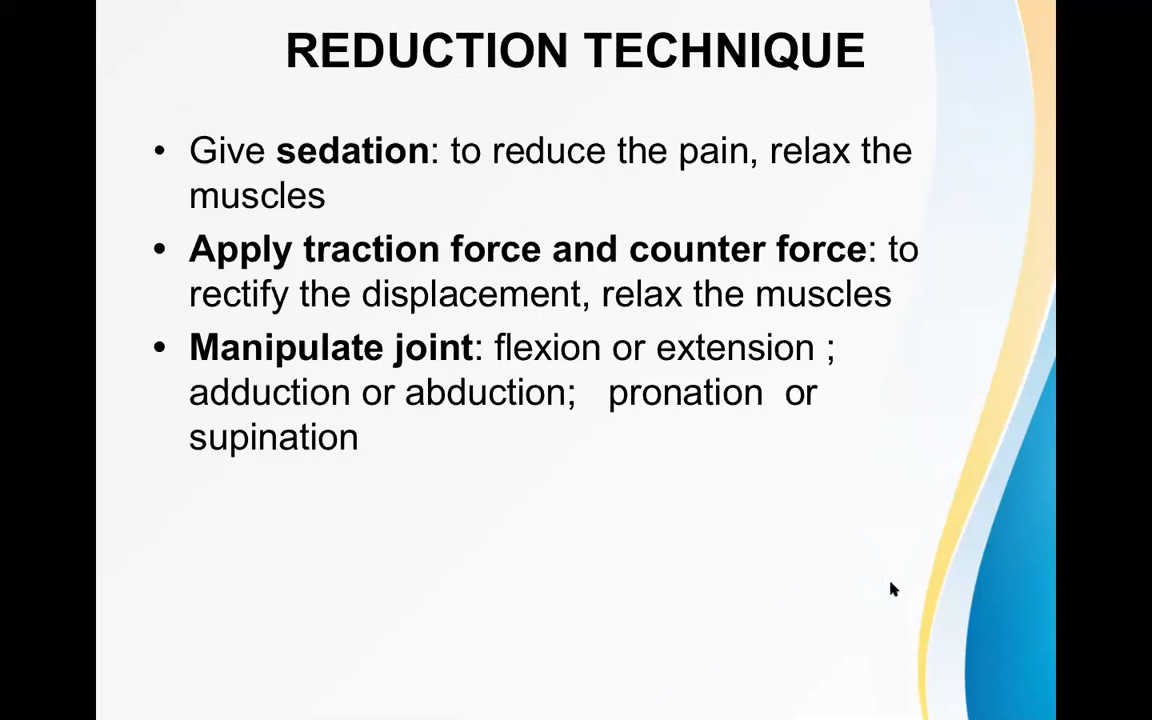 REDUCTION TECHNIQUE
• Give sedation: to reduce the pain, relax the
muscles
• Apply traction force and counter force: to
rectify the displacement, relax the muscles
• Manipulate joint: flexion or extension ;
adduction or abduction;   pronation  or
supination